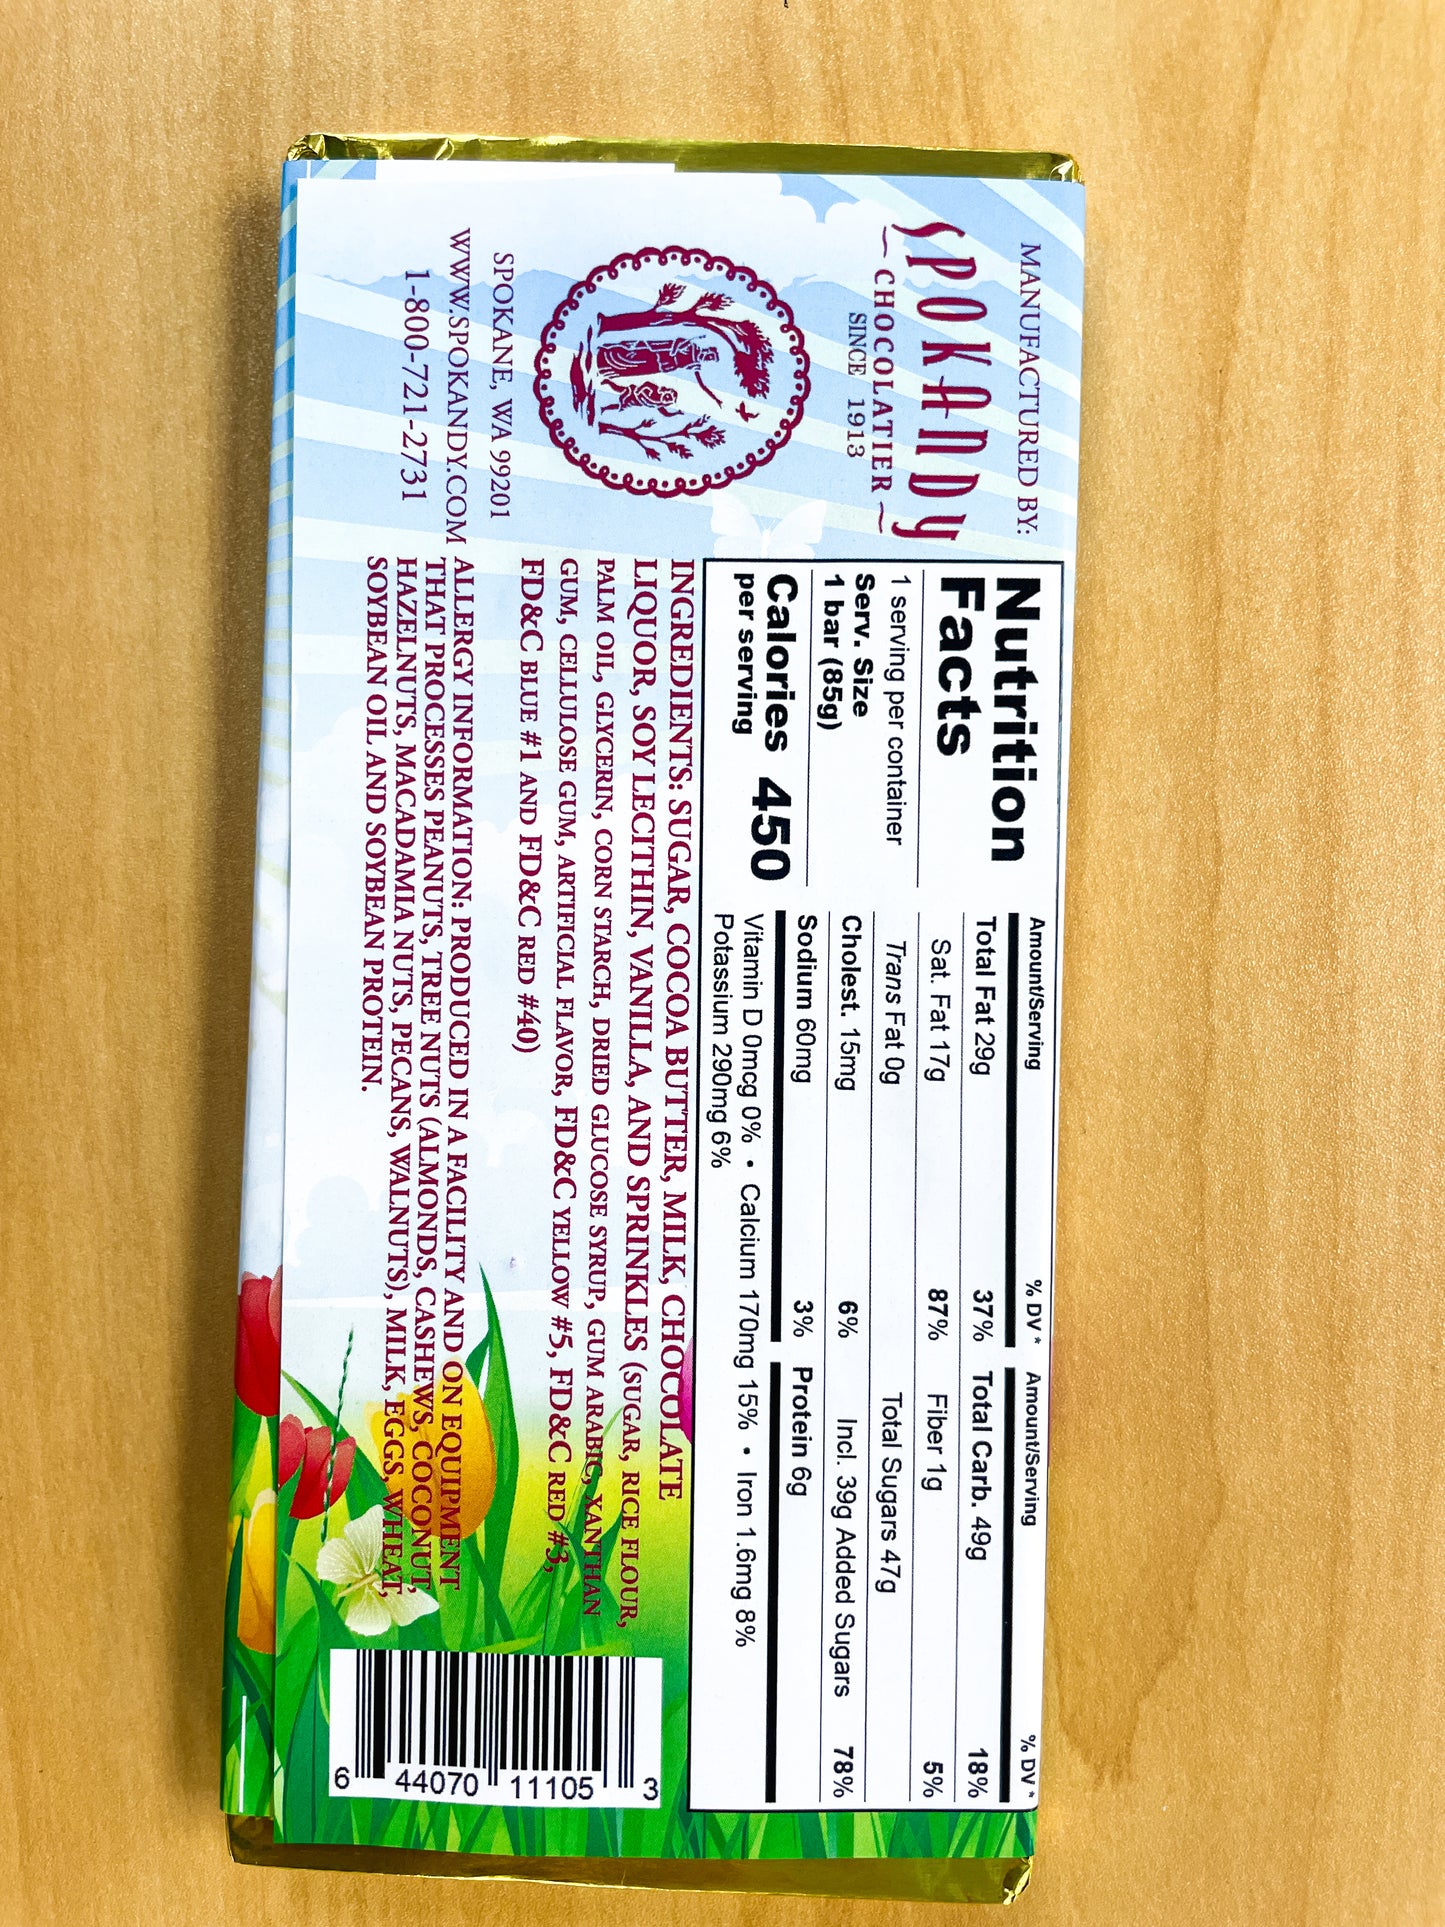 MANUFACTURED BY:
SPOKANDY
~ CHOCOLATIER ~
SINCE 1913
SPOKANE, WA 99201
WWW.SPOKANDY.COM
1-800-721-2731
Nutrition
Facts
1 serving per container
Serv. Size
1 bar (85g)
Calories 450
per serving
Amount/Serving % DV *
Total Fat 29g 37%
Sat. Fat 17g 87%
Trans Fat 0g
Cholest. 15mg 6%
Sodium 60mg 3%
Amount/Serving % DV *
Total Carb. 49g 18%
Fiber 1g 5%
Total Sugars 47g
Incl. 39g Added Sugars 78%
Protein 6g
Vitamin D 0mcg 0% • Calcium 170mg 15% • Iron 1.6mg 8%
Potassium 290mg 6%
INGREDIENTS: SUGAR, COCOA BUTTER, MILK, CHOCOLATE
LIQUOR, SOY LECITHIN, VANILLA, AND SPRINKLES (SUGAR, RICE FLOUR,
PALM OIL, GLYCERIN, CORN STARCH, DRIED GLUCOSE SYRUP, GUM ARABIC, XANTHAN
GUM, CELLULOSE GUM, ARTIFICIAL FLAVOR, FD&C YELLOW #5, FD&C RED #3,
FD&C BLUE #1 AND FD&C RED #40)
ALLERGY INFORMATION: PRODUCED IN A FACILITY AND ON EQUIPMENT
THAT PROCESSES PEANUTS, TREE NUTS (ALMONDS, CASHEWS, COCONUT,
HAZELNUTS, MACADAMIA NUTS, PECANS, WALNUTS), MILK, EGGS, WHEAT,
SOYBEAN OIL AND SOYBEAN PROTEIN.
6 44070 11105 3